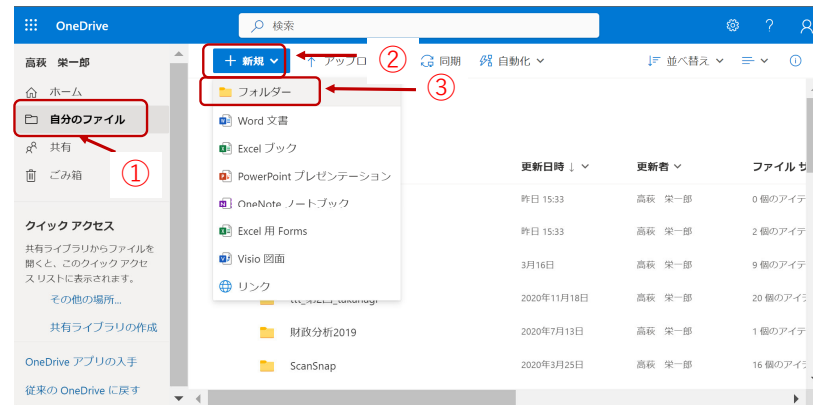 OneDrive
検索
高萩 栄一郎
ホーム
自分のファイル
共有
ごみ箱
①
クイック アクセス
共有ライブラリからファイルを
開くと、このクイック アクセ
ス リストに表示されます。
その他の場所...
共有ライブラリの作成
OneDrive アプリの入手
従来の OneDrive に戻す
+ 新規
② 同期 自動化 並べ替え
フォルダー
③
Word 文書
Excel ブック
PowerPoint プレゼンテーション
OneNote ノートブック
Excel 用 Forms
Visio 図面
リンク
更新日時↓ 更新者 ファイル サ
昨日 15:33 高萩 栄一郎 0 個のアイテ
昨日 15:33 高萩 栄一郎 2 個のアイテ
3月16日 高萩 栄一郎 9 個のアイテ
2020年11月18日 高萩 栄一郎 20 個のアイテ
財政分析2019 2020年7月13日 高萩 栄一郎 1 個のアイテ
ScanSnap 2020年3月25日 高萩 栄一郎 16 個のアイテ